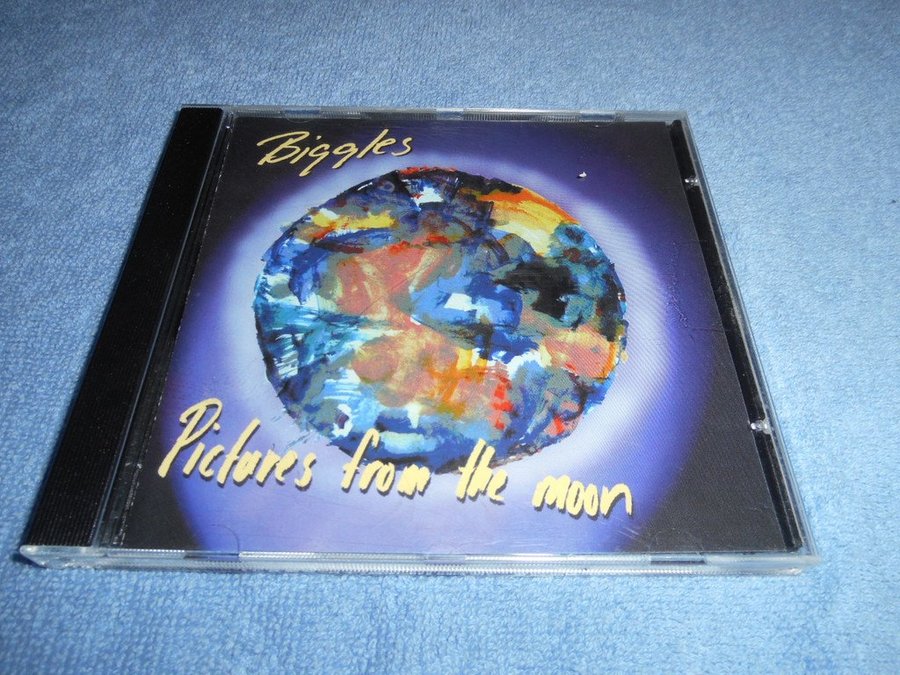 Biggles
Pictures from the moon